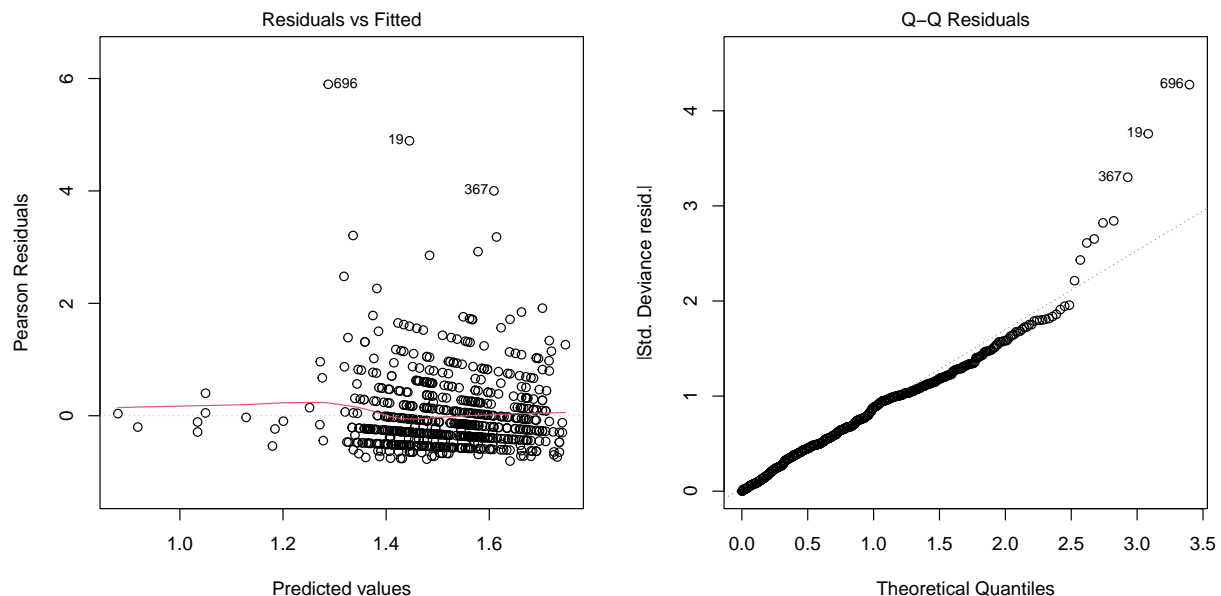 Residuals vs Fitted
Pearson Residuals
6
4
2
0
696
19
367
1.0 1.2 1.4 1.6
Predicted values
Q−Q Residuals
|Std. Deviance resid.|
4
3
2
1
0
696
19
367
0.0 0.5 1.0 1.5 2.0 2.5 3.0 3.5
Theoretical Quantiles